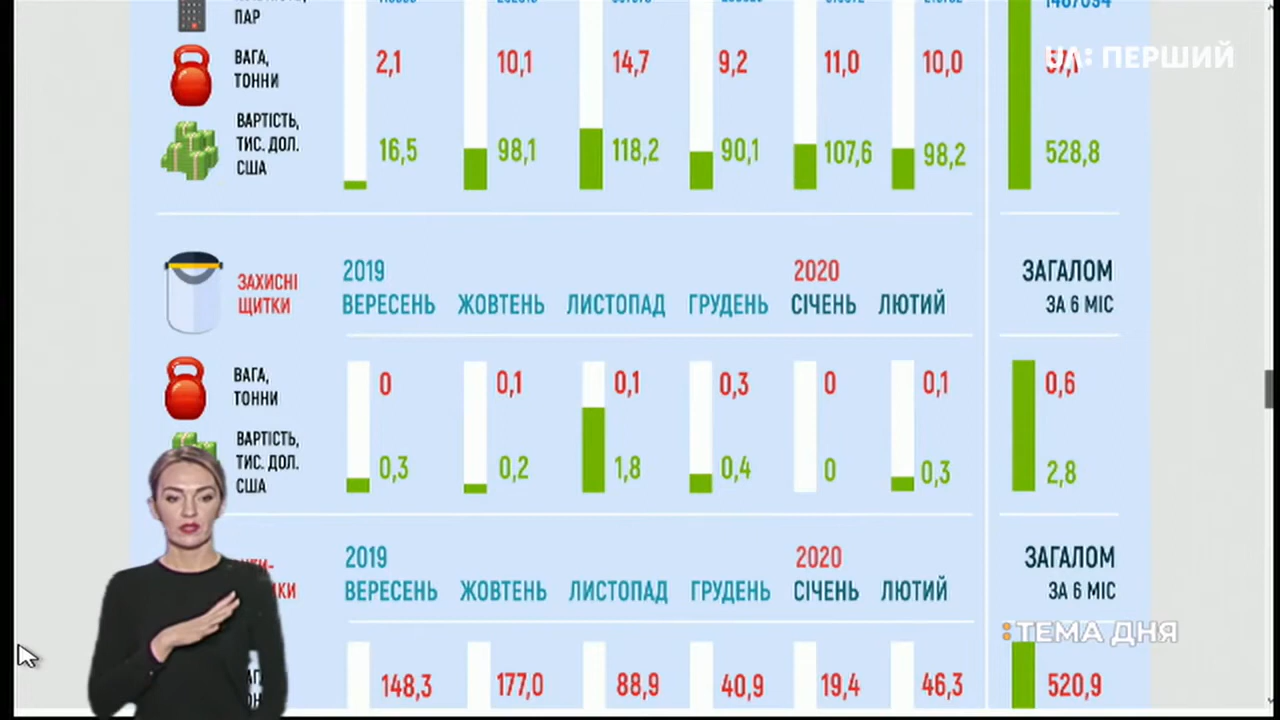 ПАР
ВАГА,
ТОННИ
2,1 10,1 14,7 9,2 11,0 10,0
UA: ПЕРШИЙ
ВАРТІСТЬ,
ТИС. ДОЛ.
США
16,5 98,1 118,2 90,1 107,6 98,2 528,8
ЗАХИСНІ
ЩИТКИ
2019 2020 ЗАГАЛОМ
ВЕРЕСЕНЬ ЖОВТЕНЬ ЛИСТОПАД ГРУДЕНЬ СІЧЕНЬ ЛЮТИЙ ЗА 6 МІС
ВАГА,
ТОННИ
0 0,1 0,1 0,3 0 0,1 0,6
ВАРТІСТЬ,
ТИС. ДОЛ.
США
0,3 0,2 1,8 0,4 0 0,3 2,8
2019 2020 ЗАГАЛОМ
ВЕРЕСЕНЬ ЖОВТЕНЬ ЛИСТОПАД ГРУДЕНЬ СІЧЕНЬ ЛЮТИЙ ЗА 6 МІС
:ТЕМА ДНЯ
148,3 177,0 88,9 40,9 19,4 46,3 520,9